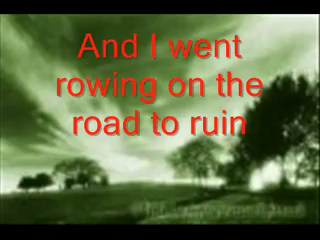 And I went
rowing on the
road to ruin